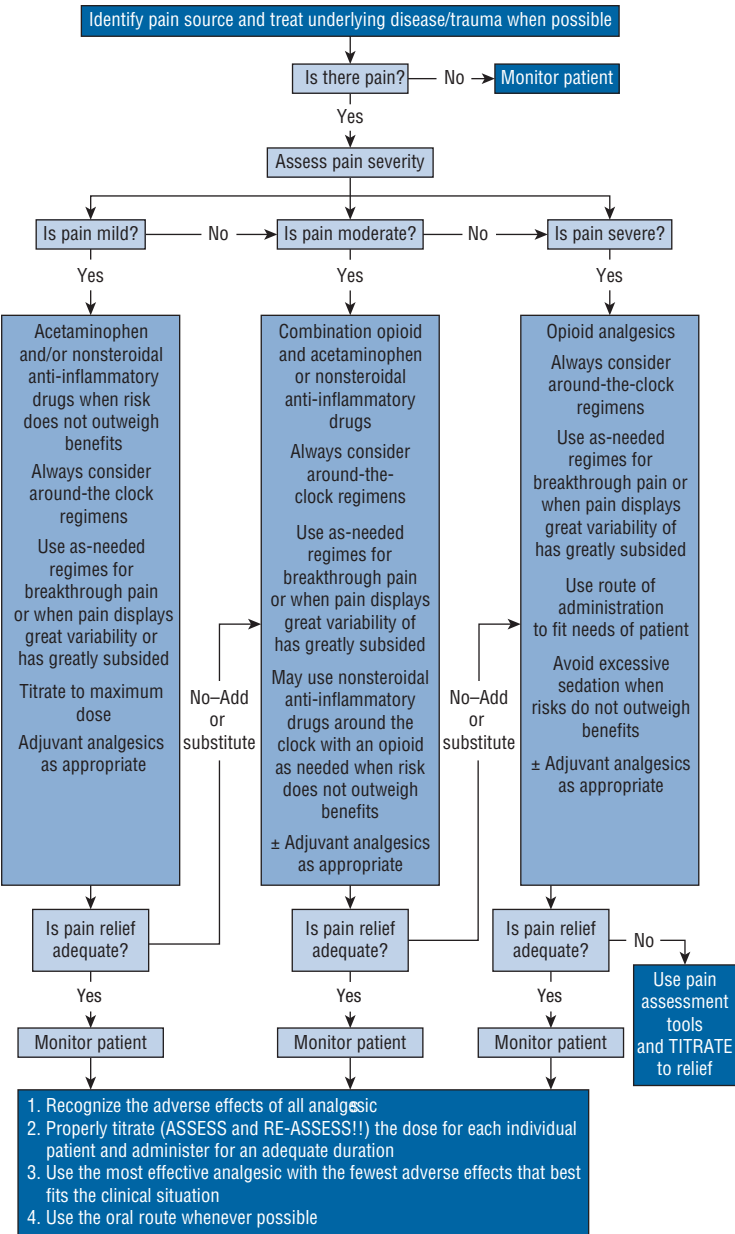 Identify pain source and treat underlying disease/trauma when possible
Is there pain?
No
Monitor patient
Yes
Assess pain severity
Is pain mild?
No
Is pain moderate?
No
Is pain severe?
Yes
Yes
Yes
Acetaminophen
and/or nonsteroidal
anti-inflammatory
drugs when risk
does not outweigh
benefits
Always consider
around-the clock
regimens
Use as-needed
regimes for
breakthrough pain
or when pain displays
great variability or
has greatly subsided
Titrate to maximum
dose
Adjuvant analgesics
as appropriate
No–Add
or
substitute
Combination opioid
and acetaminophen
or nonsteroidal
anti-inflammatory
drugs
Always consider
around-the-
clock regimens
Use as-needed
regimes for
breakthrough pain
or when pain displays
great variability of
has greatly subsided
May use nonsteroidal
anti-inflammatory
drugs around the
clock with an opioid
as needed when risk
does not outweigh
benefits
± Adjuvant analgesics
as appropriate
No–Add
or
substitute
Opioid analgesics
Always consider
around-the-clock
regimens
Use as-needed
regimes for
breakthrough pain or
when pain displays
great variability of
has greatly subsided
Use route of
administration
to fit needs of patient
Avoid excessive
sedation when
risks do not outweigh
benefits
± Adjuvant analgesics
as appropriate
Is pain relief
adequate?
Is pain relief
adequate?
Is pain relief
adequate?
No
Use pain
assessment
tools
and TITRATE
to relief
Yes
Yes
Yes
Monitor patient
Monitor patient
Monitor patient
1. Recognize the adverse effects of all analgesics
2. Properly titrate (ASSESS and RE-ASSESS!!) the dose for each individual
patient and administer for an adequate duration
3. Use the most effective analgesic with the fewest adverse effects that best
fits the clinical situation
4. Use the oral route whenever possible